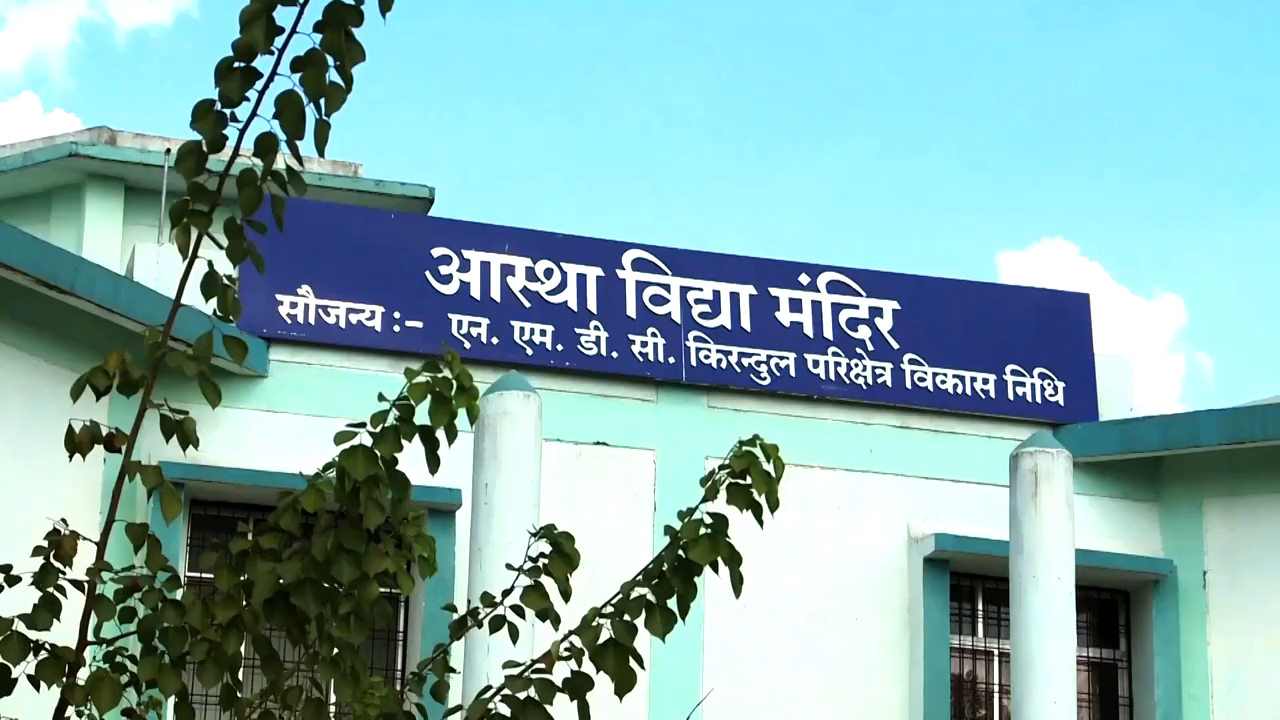 आस्था विद्या मंदिर
सौजन्य :- एन. एम. डी. सी. किरन्दुल परिक्षेत्र विकास निधि